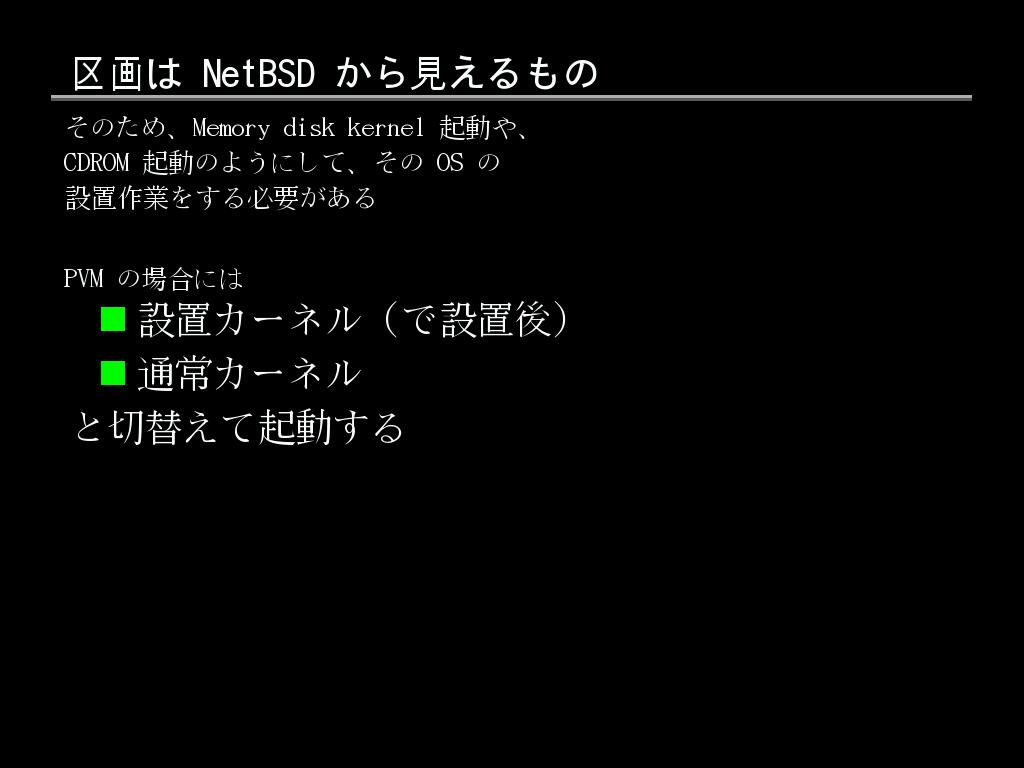 区画は NetBSD から見えるもの
そのため、Memory disk kernel 起動や、
CDROM 起動のようにして、その OS の
設置作業をする必要がある
PVM の場合には
■ 設置カーネル（で設置後）
■ 通常カーネル
と切替えて起動する